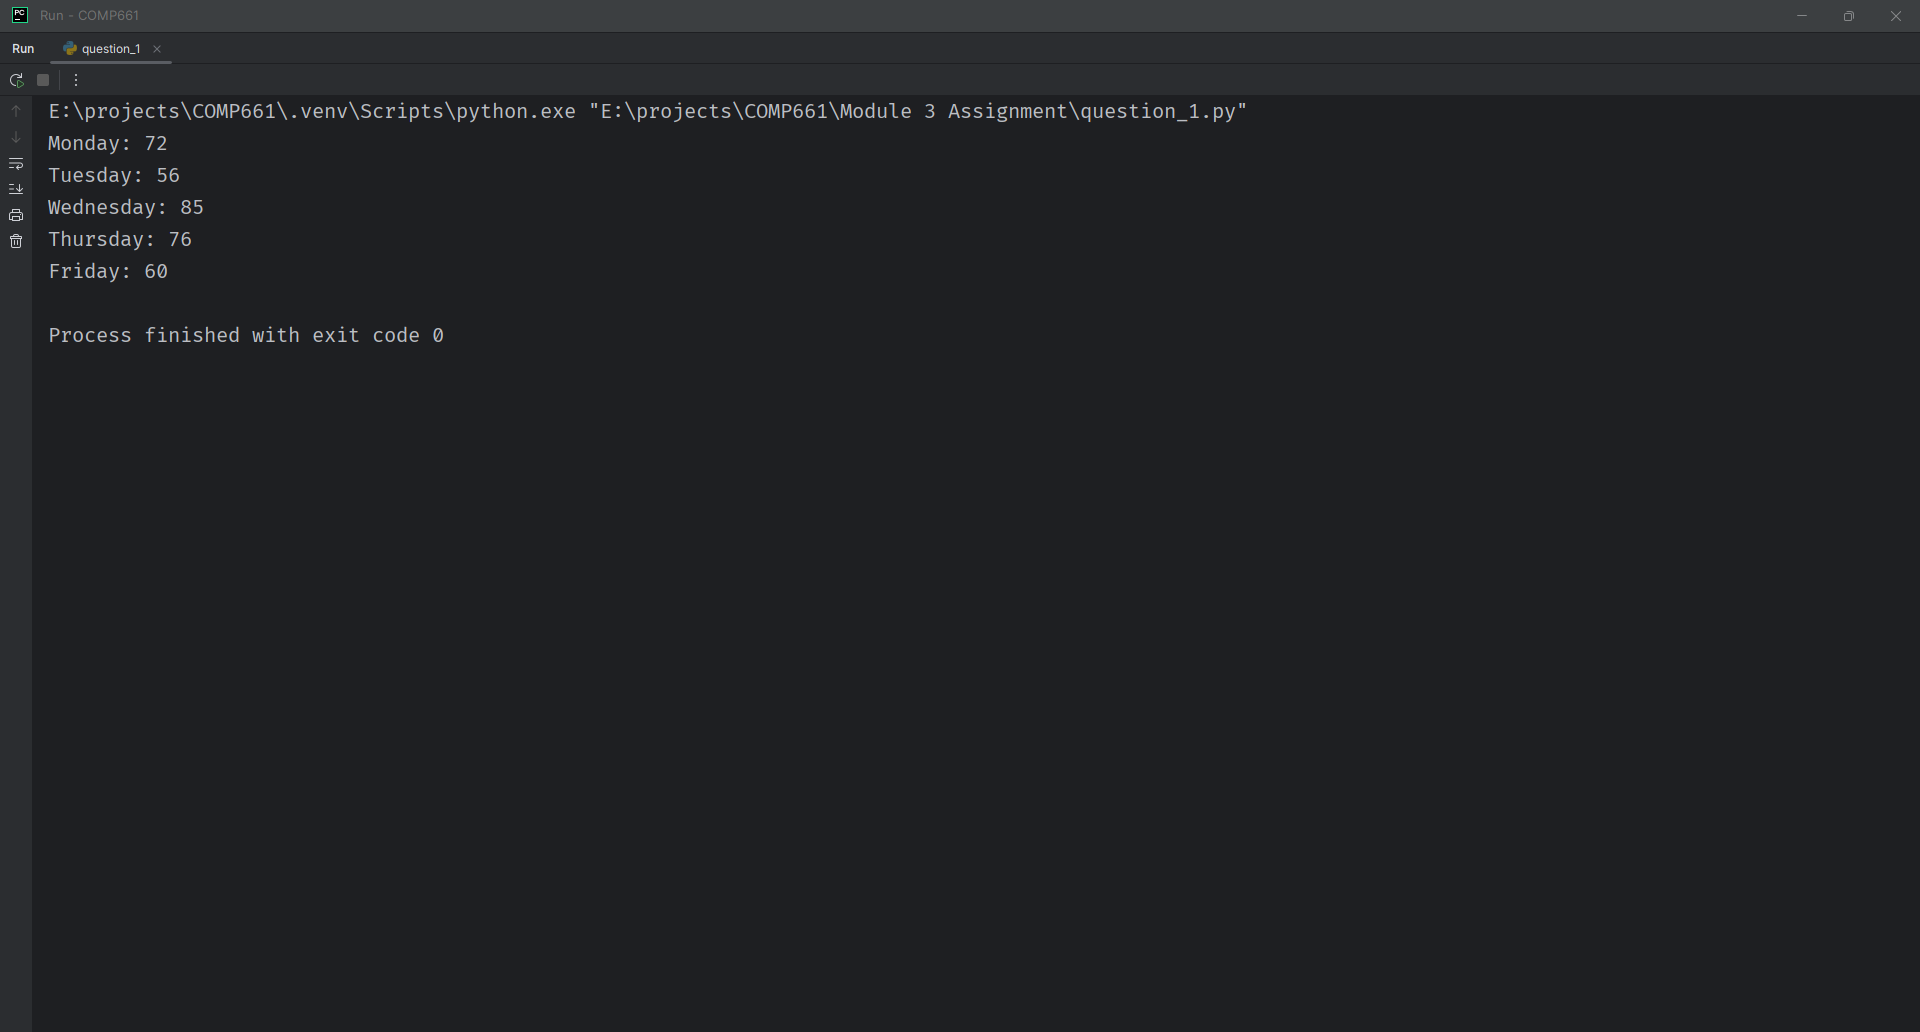 PC Run - COMP661
Run question_1
E:\projects\COMP661\.venv\Scripts\python.exe "E:\projects\COMP661\Module 3 Assignment\question_1.py"
Monday: 72
Tuesday: 56
Wednesday: 85
Thursday: 76
Friday: 60
Process finished with exit code 0